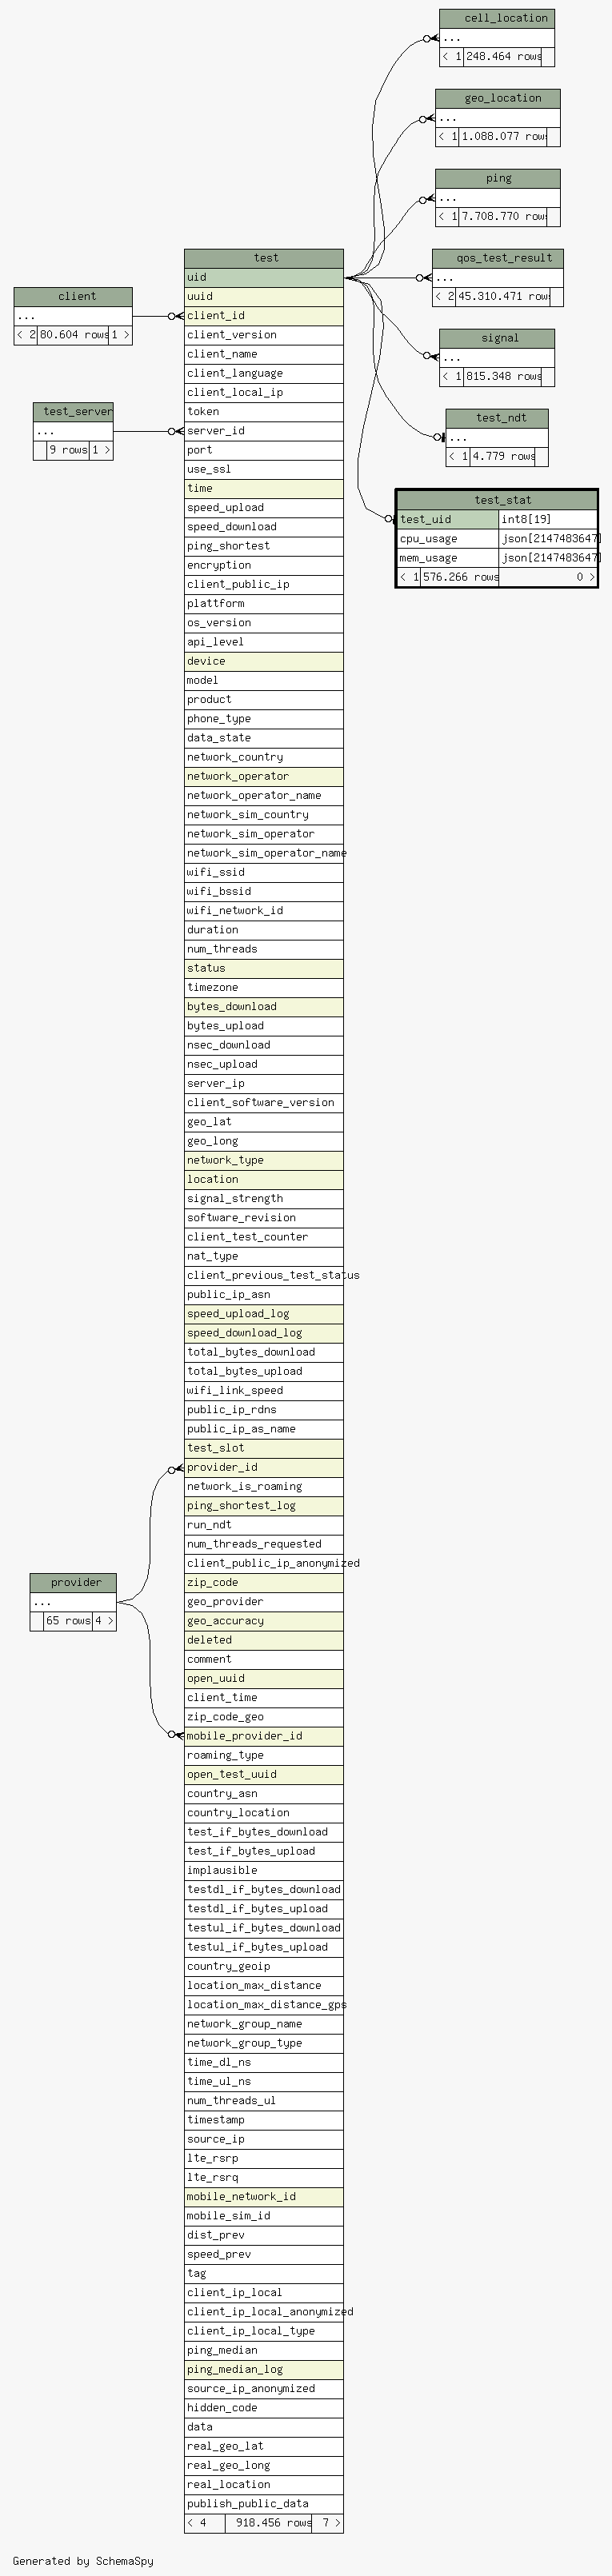 cell_location
...
< 1 248.464 rows
geo_location
...
< 1 1.088.077 rows
ping
...
< 1 7.708.770 rows
qos_test_result
...
< 2 45.310.471 rows
signal
...
< 1 815.348 rows
test_ndt
...
< 1 4.779 rows
test_stat
test_uid int8[19]
cpu_usage json[2147483647]
mem_usage json[2147483647]
< 1 576.266 rows 0 >
client
...
< 2 80.604 rows 1 >
test_server
...
9 rows 1 >
provider
...
65 rows 4 >
test
uid
uuid
client_id
client_version
client_name
client_language
client_local_ip
token
server_id
port
use_ssl
time
speed_upload
speed_download
ping_shortest
encryption
client_public_ip
plattform
os_version
api_level
device
model
product
phone_type
data_state
network_country
network_operator
network_operator_name
network_sim_country
network_sim_operator
network_sim_operator_name
wifi_ssid
wifi_bssid
wifi_network_id
duration
num_threads
status
timezone
bytes_download
bytes_upload
nsec_download
nsec_upload
server_ip
client_software_version
geo_lat
geo_long
network_type
location
signal_strength
software_revision
client_test_counter
nat_type
client_previous_test_status
public_ip_asn
speed_upload_log
speed_download_log
total_bytes_download
total_bytes_upload
wifi_link_speed
public_ip_rdns
public_ip_as_name
test_slot
provider_id
network_is_roaming
ping_shortest_log
run_ndt
num_threads_requested
client_public_ip_anonymized
zip_code
geo_provider
geo_accuracy
deleted
comment
open_uuid
client_time
zip_code_geo
mobile_provider_id
roaming_type
open_test_uuid
country_asn
country_location
test_if_bytes_download
test_if_bytes_upload
implausible
testdl_if_bytes_download
testdl_if_bytes_upload
testul_if_bytes_download
testul_if_bytes_upload
country_geoip
location_max_distance
location_max_distance_gps
network_group_name
network_group_type
time_dl_ns
time_ul_ns
num_threads_ul
timestamp
source_ip
lte_rsrp
lte_rsrq
mobile_network_id
mobile_sim_id
dist_prev
speed_prev
tag
client_ip_local
client_ip_local_anonymized
client_ip_local_type
ping_median
ping_median_log
source_ip_anonymized
hidden_code
data
real_geo_lat
real_geo_long
real_location
publish_public_data
< 4 918.456 rows 7 >
Generated by SchemaSpy